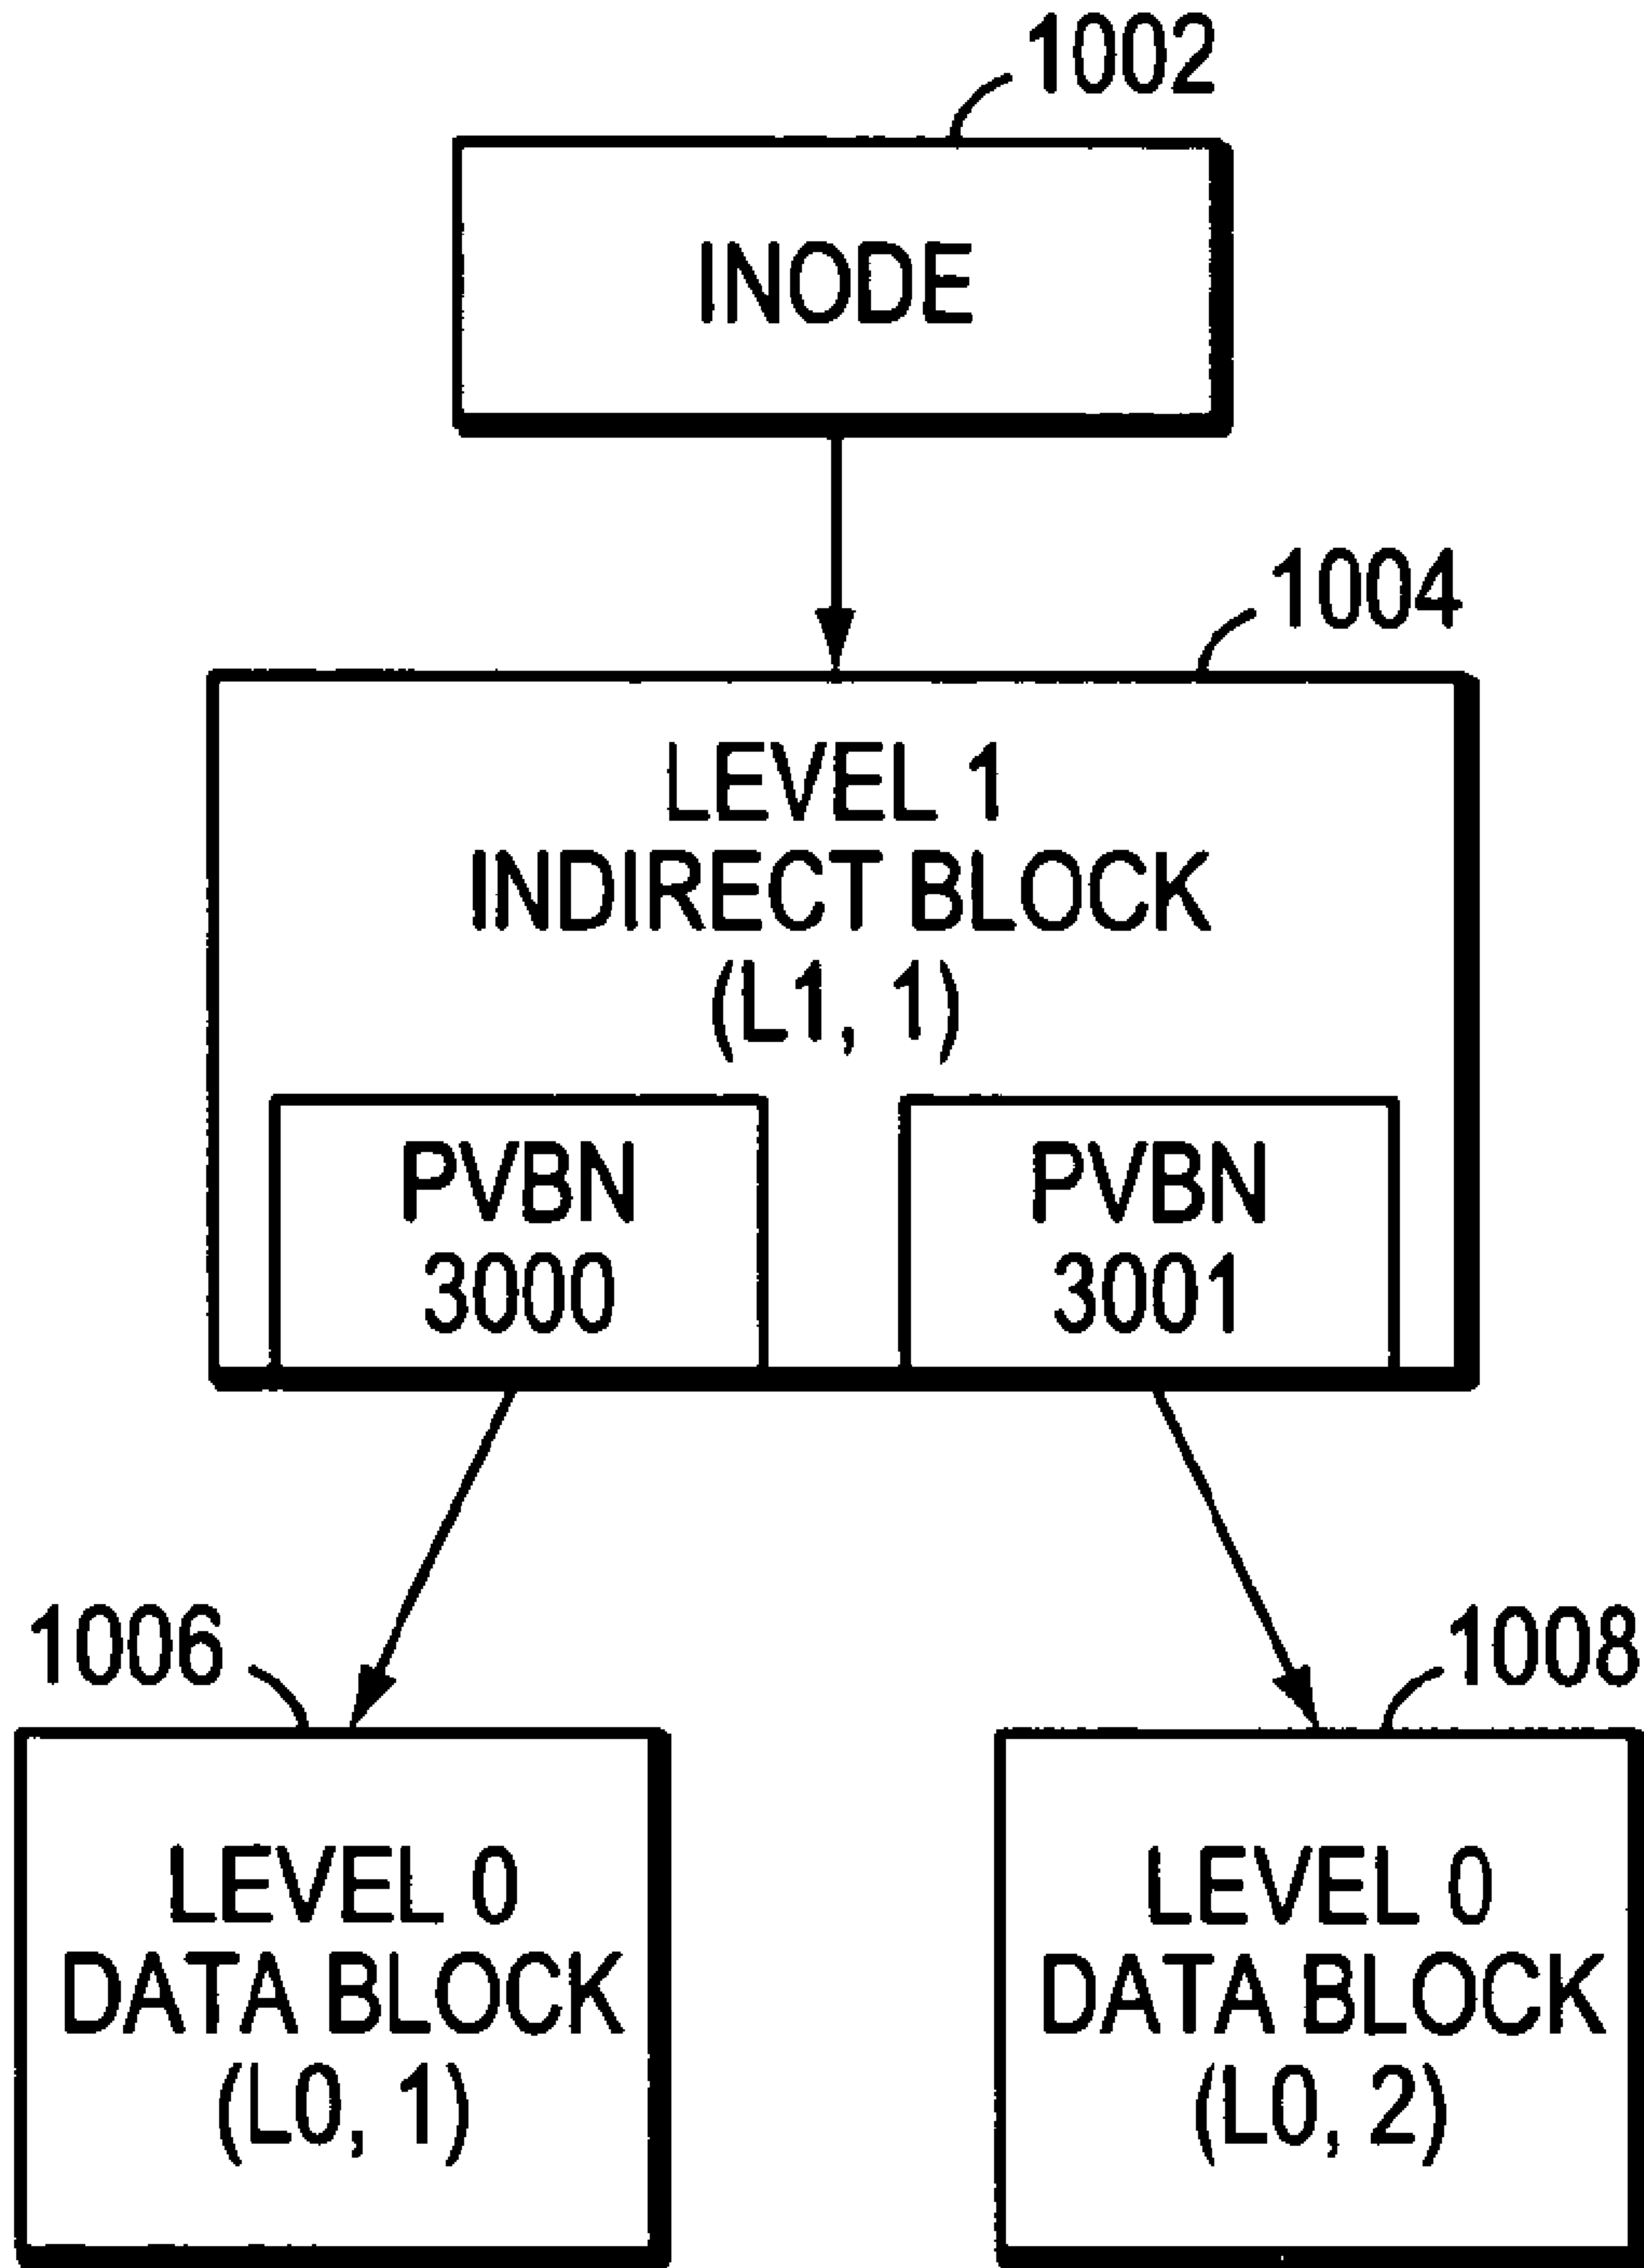 1002
INODE
1004
LEVEL 1
INDIRECT BLOCK
(L1, 1)
PVBN
3000
PVBN
3001
1006
1008
LEVEL 0
DATA BLOCK
(L0, 1)
LEVEL 0
DATA BLOCK
(L0, 2)